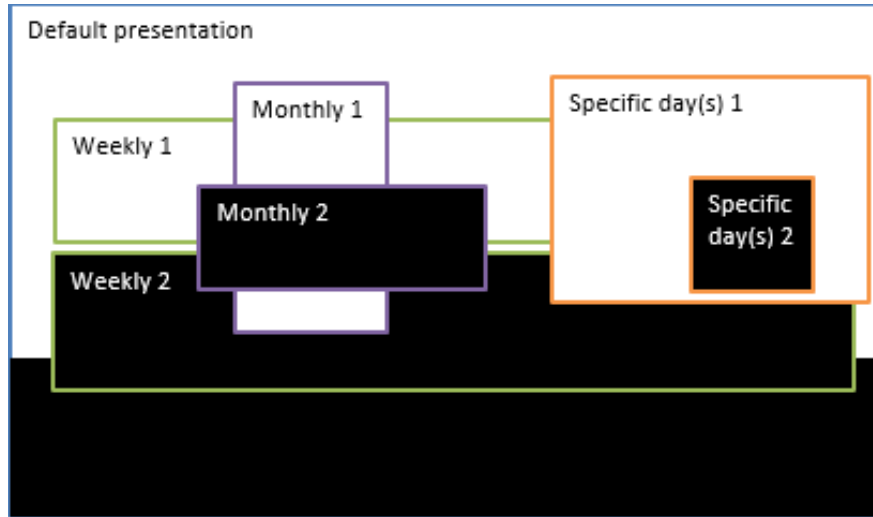 Default presentation
Monthly 1
Specific day(s) 1
Weekly 1
Monthly 2
Specific
day(s) 2
Weekly 2